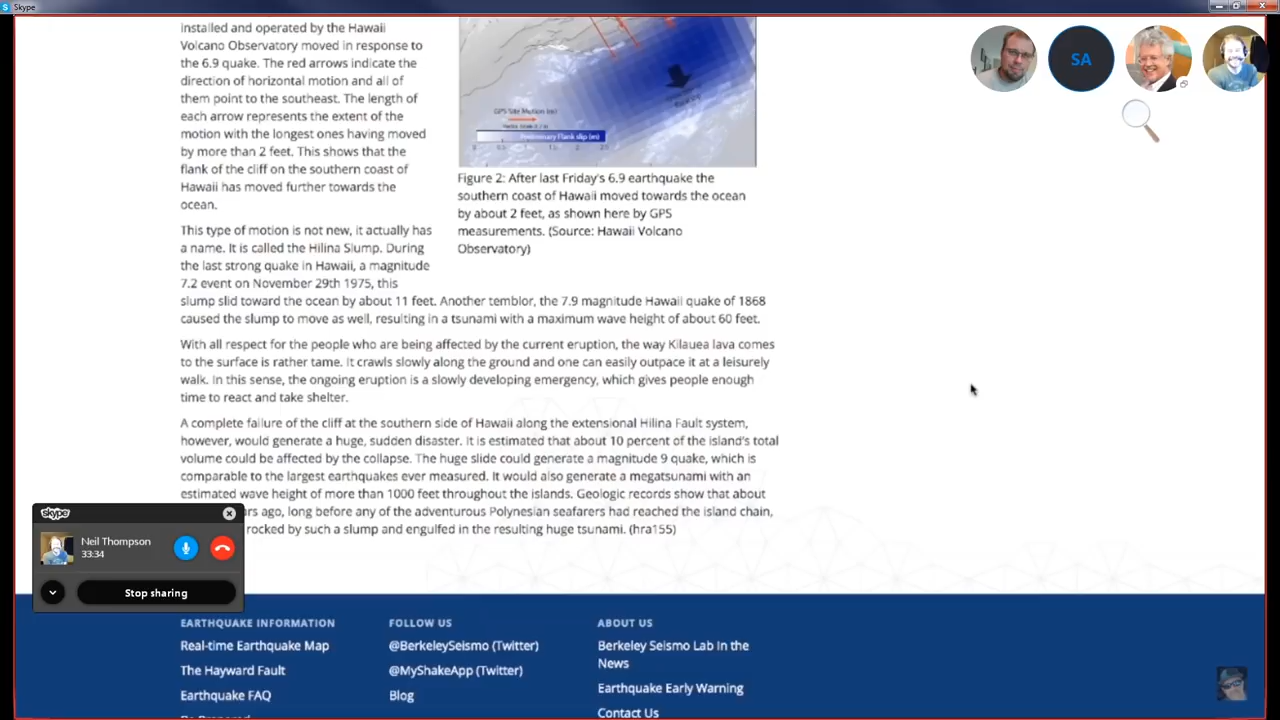 Skype
installed and operated by the Hawaii
Volcano Observatory moved in response to
the 6.9 quake. The red arrows indicate the
direction of horizontal motion and all of
them point to the southeast. The length of
each arrow represents the extent of the
motion with the longest ones having moved
by more than 2 feet. This shows that the
flank of the cliff on the southern coast of
Hawaii has moved further towards the
ocean.
GPS Site Motion (m)
Preliminary Flank slip (m)
Figure 2: After last Friday's 6.9 earthquake the
southern coast of Hawaii moved towards the ocean
by about 2 feet, as shown here by GPS
measurements. (Source: Hawaii Volcano
Observatory)
SA
This type of motion is not new, it actually has
a name. It is called the Hilina Slump. During
the last strong quake in Hawaii, a magnitude
7.2 event on November 29th 1975, this
slump slid toward the ocean by about 11 feet. Another temblor, the 7.9 magnitude Hawaii quake of 1868
caused the slump to move as well, resulting in a tsunami with a maximum wave height of about 60 feet.
With all respect for the people who are being affected by the current eruption, the way Kilauea lava comes
to the surface is rather tame. It crawls slowly along the ground and one can easily outpace it at a leisurely
walk. In this sense, the ongoing eruption is a slowly developing emergency, which gives people enough
time to react and take shelter.
A complete failure of the cliff at the southern side of Hawaii along the extensional Hilina Fault system,
however, would generate a huge, sudden disaster. It is estimated that about 10 percent of the island's total
volume could be affected by the collapse. The huge slide could generate a magnitude 9 quake, which is
comparable to the largest earthquakes ever measured. It would also generate a megatsunami with an
estimated wave height of more than 1000 feet throughout the islands. Geologic records show that about
ago, long before any of the adventurous Polynesian seafarers had reached the island chain,
rocked by such a slump and engulfed in the resulting huge tsunami. (hra155)
skype
Neil Thompson
33:34
Stop sharing
EARTHQUAKE INFORMATION
Real-time Earthquake Map
The Hayward Fault
Earthquake FAQ
Be Prepared
FOLLOW US
@BerkeleySeismo (Twitter)
@MyShakeApp (Twitter)
Blog
ABOUT US
Berkeley Seismo Lab In the
News
Earthquake Early Warning
Contact Us